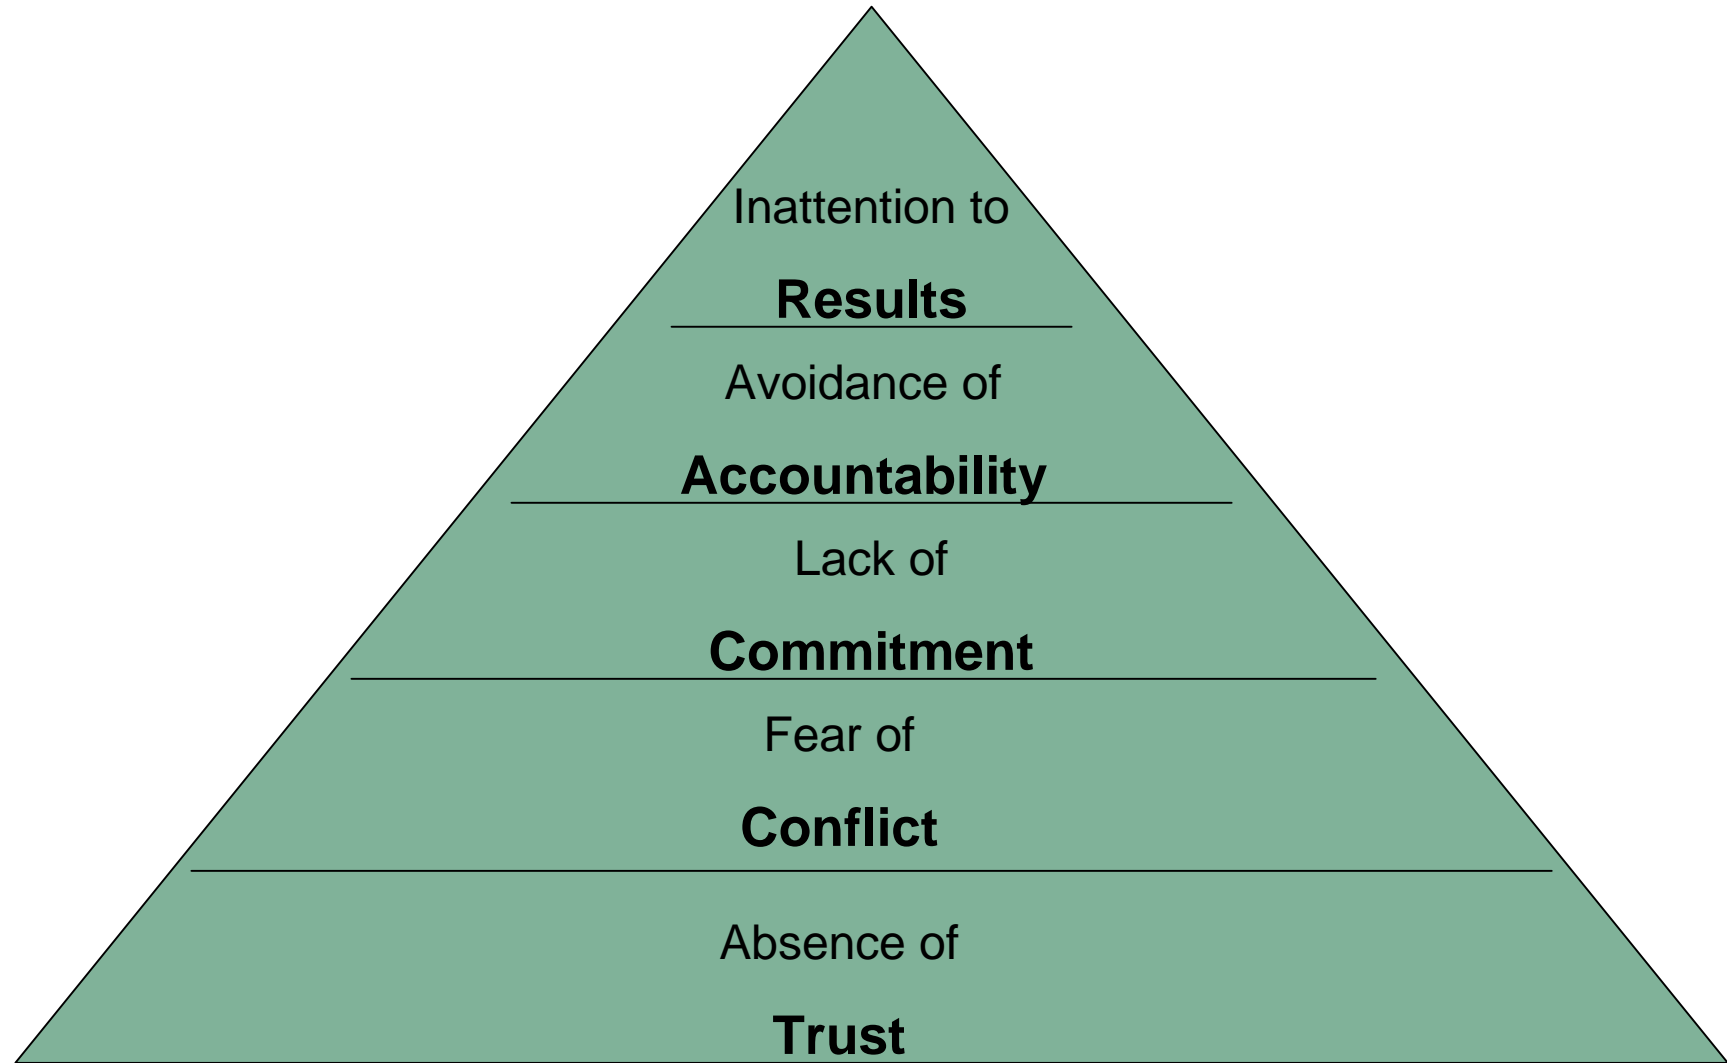 Inattention to
Results
Avoidance of
Accountability
Lack of
Commitment
Fear of
Conflict
Absence of
Trust